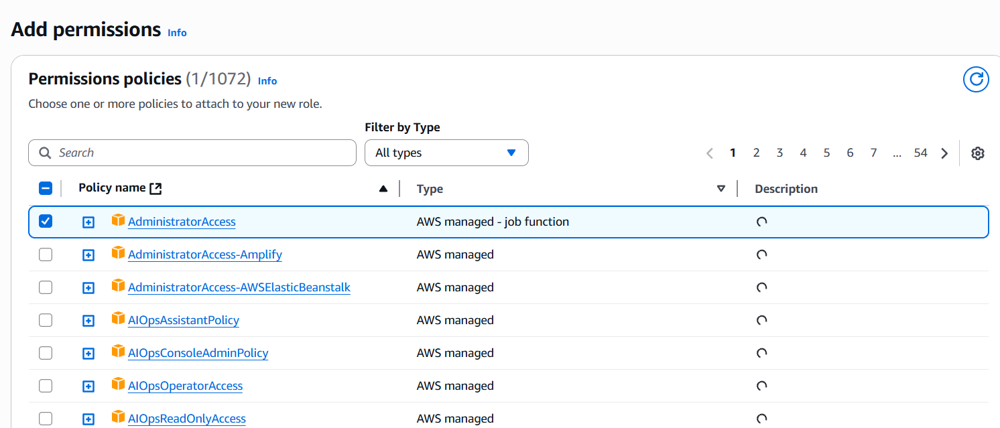 Add permissions Info
Permissions policies (1/1072) Info
Choose one or more policies to attach to your new role.
Filter by Type
Search All types 1 2 3 4 5 6 7 ... 54
Policy name Type Description
AdministratorAccess AWS managed - job function
AdministratorAccess-Amplify AWS managed
AdministratorAccess-AWSElasticBeanstalk AWS managed
AIOpsAssistantPolicy AWS managed
AIOpsConsoleAdminPolicy AWS managed
AIOpsOperatorAccess AWS managed
AIOpsReadOnlyAccess AWS managed